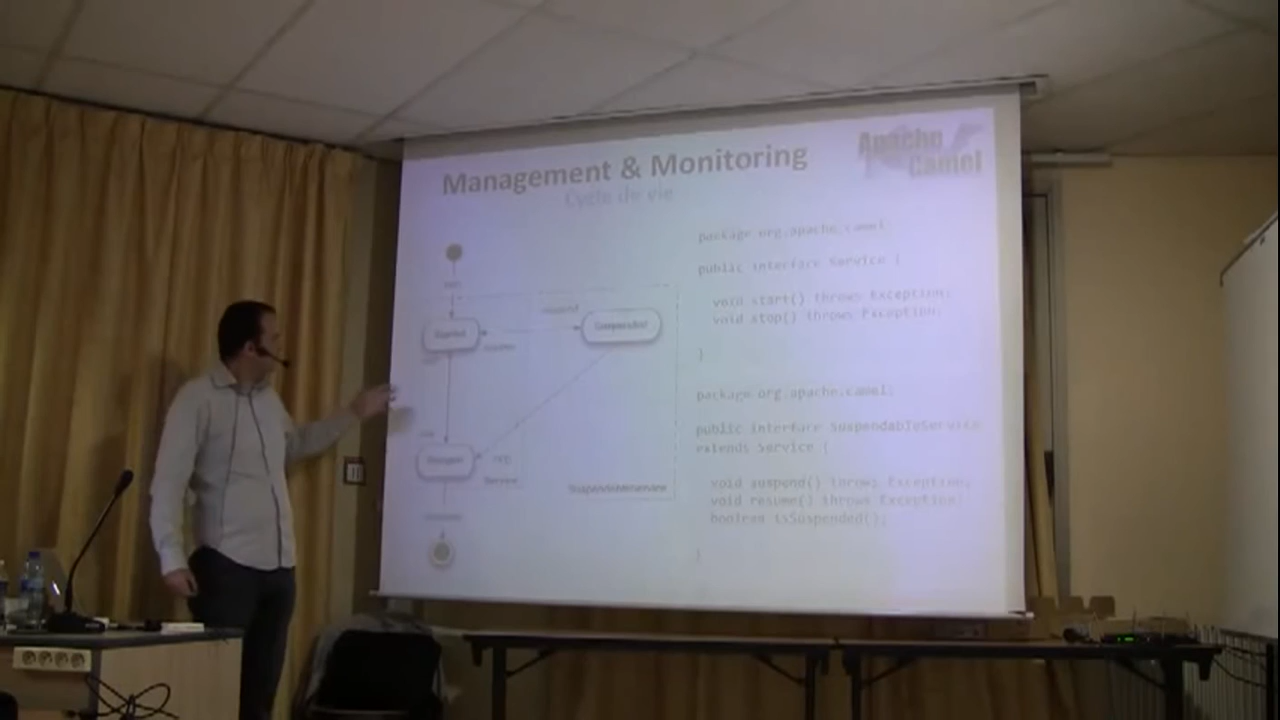 Management & Monitoring
Cycle de vie
Apache
Camel
package org.apache.camel
public interface Service {
void start() throws Exception;
void stop() throws Exception;
}
package org.apache.camel;
public interface SuspendableService
extends Service {
void suspend() throws Exception;
void resume() throws Exception;
boolean isSuspended();
}
Suspended
Service
SuspendableService